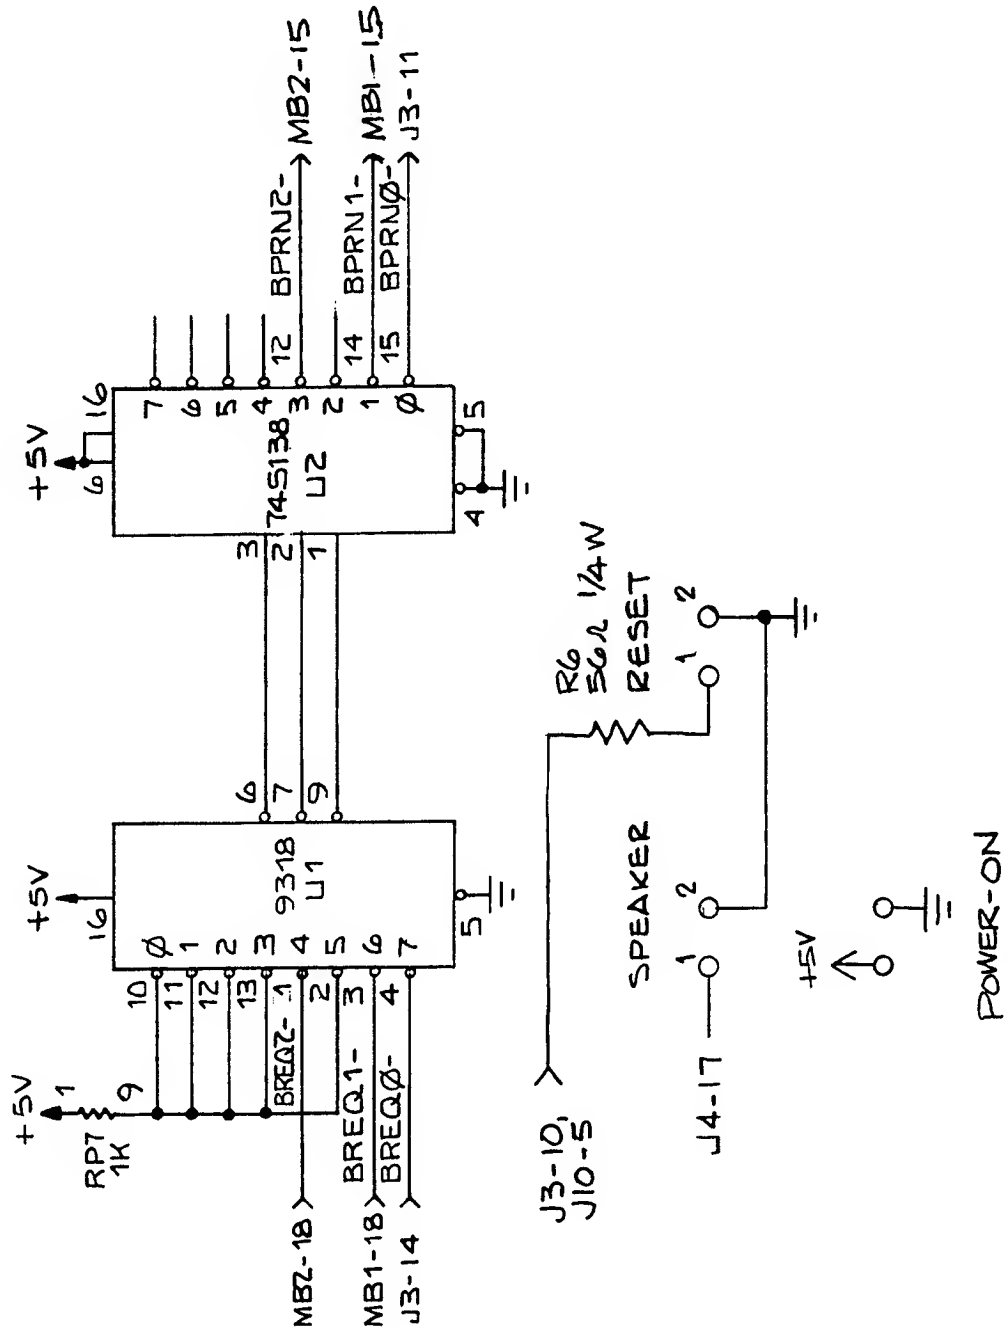 +5V
1
9
RP7
1K
10
11
12
13
1
2
3
4
BREQ2-
BREQ1-
BREQØ-
MB2-18
MB1-18
J3-14
+5V
16
Ø
1
2
3
4
5
6
7
9318
U1
5
6
7
9
+5V
6
16
3
2
1
74S138
U2
7
6
5
4
3
2
1
Ø
4
5
12
14
15
BPRN2-
BPRN1-
BPRNØ-
MB2-15
MB1-15
J3-11
J3-10,
J10-5
R6
56Ω 1/4W
RESET
1
2
SPEAKER
1
2
J4-17
+5V
POWER-ON